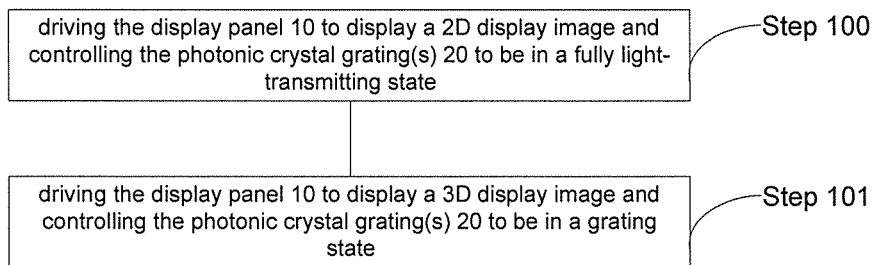 driving the display panel 10 to display a 2D display image and
controlling the photonic crystal grating(s) 20 to be in a fully light-
transmitting state
Step 100
driving the display panel 10 to display a 3D display image and
controlling the photonic crystal grating(s) 20 to be in a grating
state
Step 101